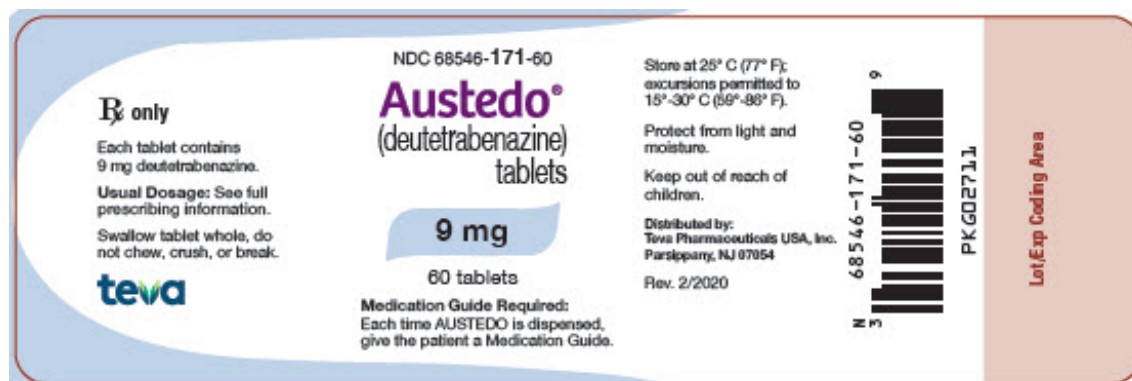 ℞ only
Each tablet contains
9 mg deutetrabenazine.
Usual Dosage: See full
prescribing information.
Swallow tablet whole, do
not chew, crush, or break.
teva
NDC 68546-171-60
Austedo®
(deutetrabenazine)
tablets
9 mg
60 tablets
Medication Guide Required:
Each time AUSTEDO is dispensed,
give the patient a Medication Guide.
Store at 25° C (77° F);
excursions permitted to
15°-30° C (59°-86° F).
Protect from light and
moisture.
Keep out of reach of
children.
Distributed by:
Teva Pharmaceuticals USA, Inc.
Parsippany, NJ 07054
Rev. 2/2020
N
3
68546-171-60
9
PKG02711
Lot/Exp Coding Area